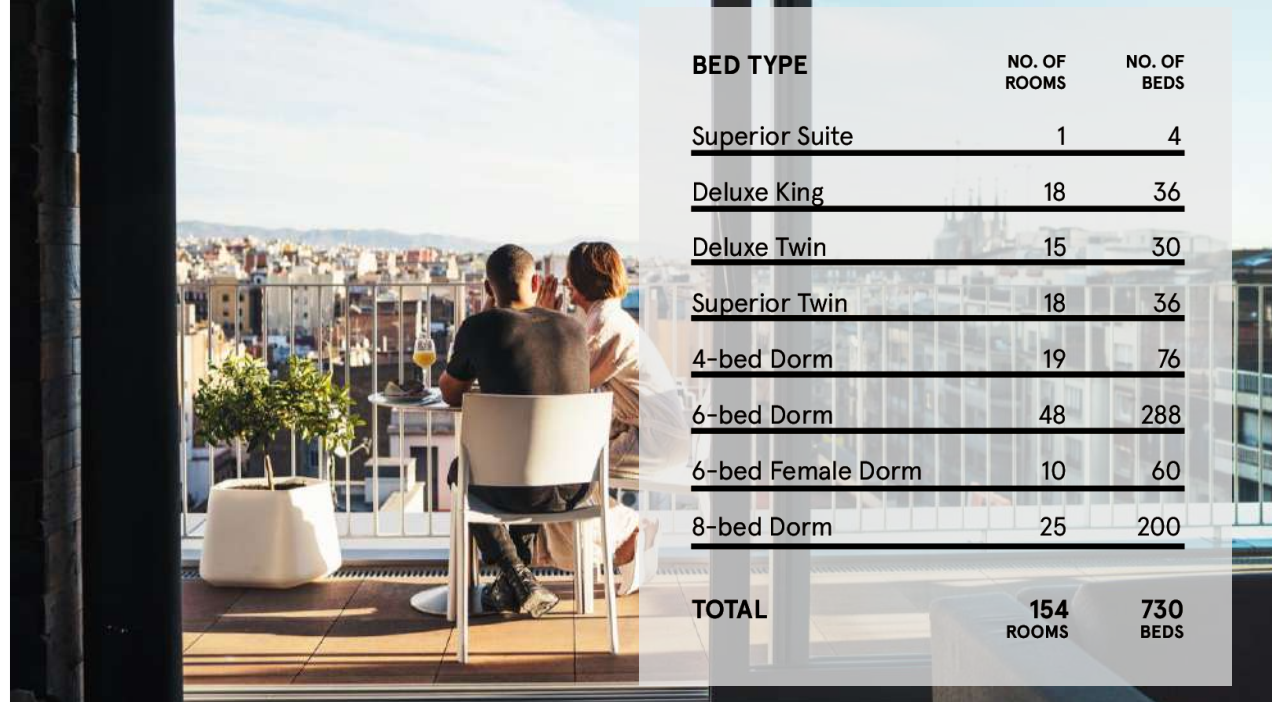 BED TYPE NO. OF ROOMS NO. OF BEDS
Superior Suite 1 4
Deluxe King 18 36
Deluxe Twin 15 30
Superior Twin 18 36
4-bed Dorm 19 76
6-bed Dorm 48 288
6-bed Female Dorm 10 60
8-bed Dorm 25 200
TOTAL 154 ROOMS 730 BEDS